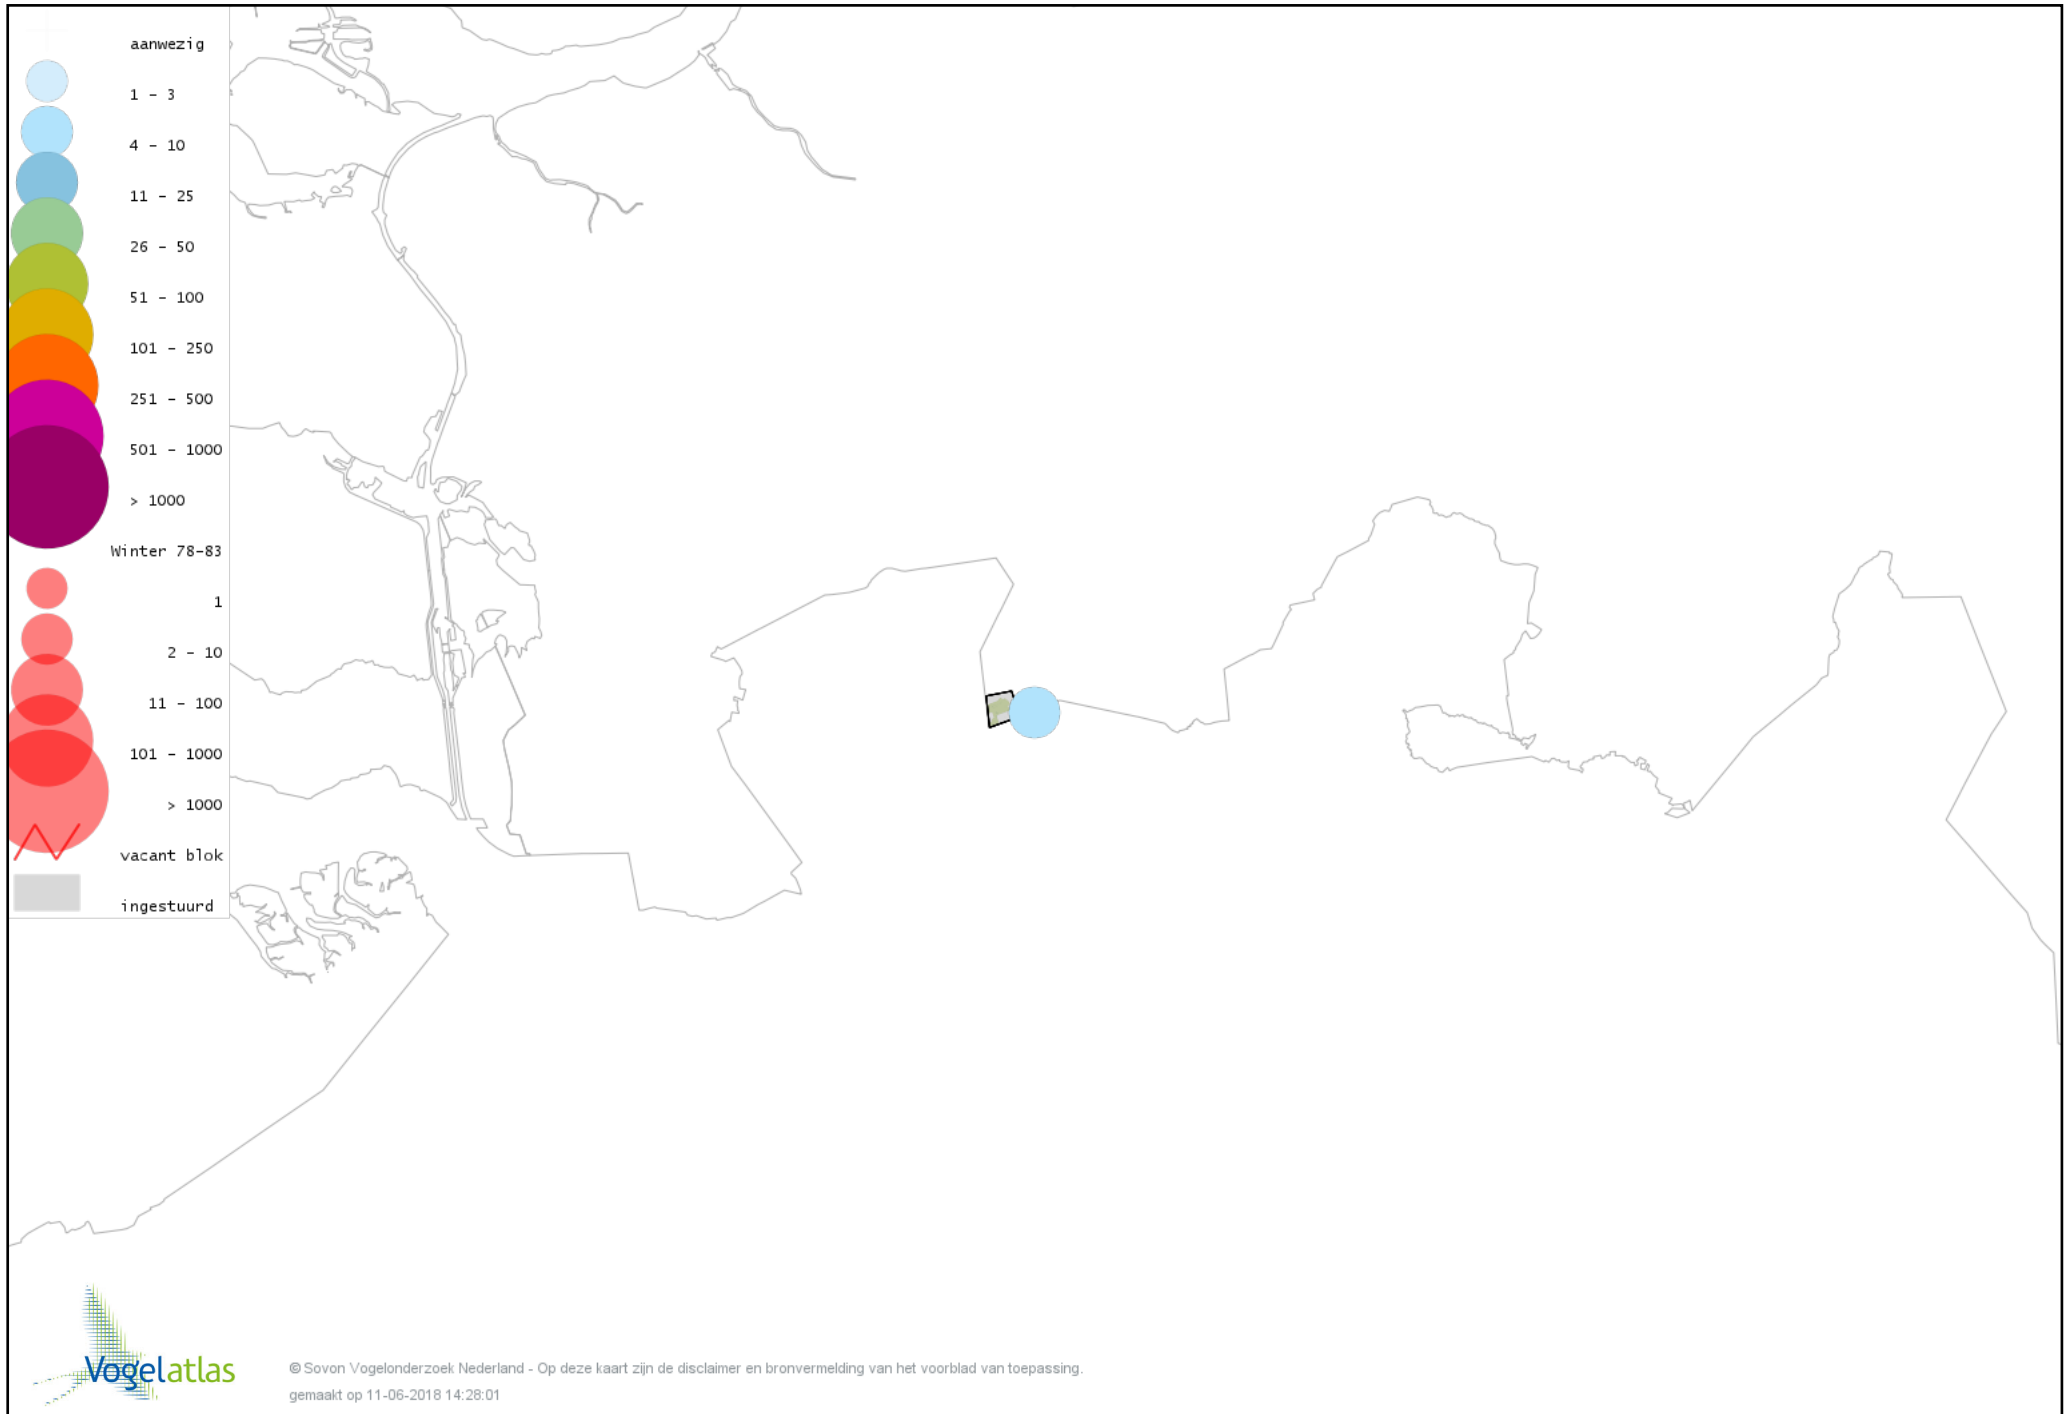 aanwezig
1 - 3
4 - 10
11 - 25
26 - 50
51 - 100
101 - 250
251 - 500
501 - 1000
> 1000
Winter 78-83
1
2 - 10
11 - 100
101 - 1000
> 1000
vacant blok
ingestuurd
Vogelatlas
© Sovon Vogelonderzoek Nederland - Op deze kaart zijn de disclaimer en bronvermelding van het voorblad van toepassing.
gemaakt op 11-06-2018 14:28:01